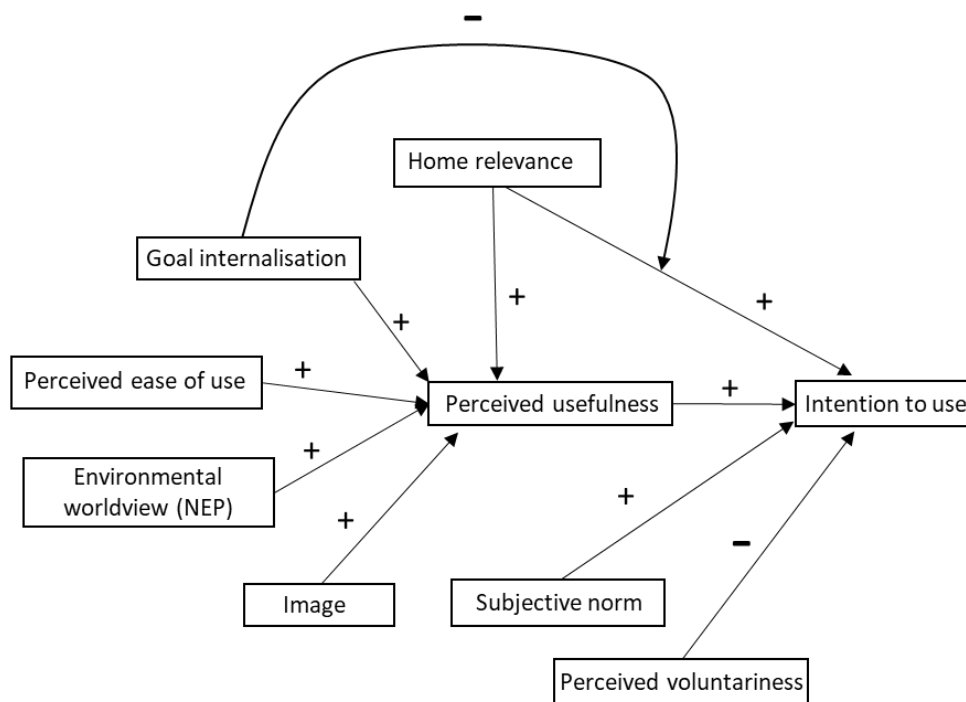 –
Home relevance
Goal internalisation
+
+
+
Perceived ease of use
+
+
Perceived usefulness
Intention to use
+
Environmental
worldview (NEP)
+
+
–
Image
Subjective norm
Perceived voluntariness